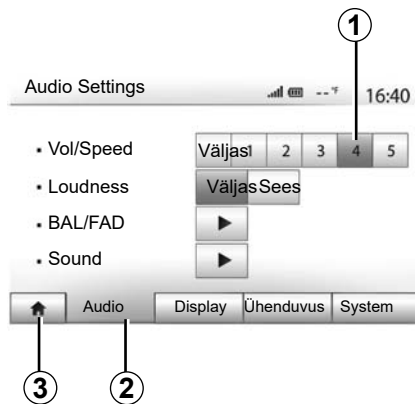 1
Audio Settings --°F 16:40
• Vol/Speed Väljas 1 2 3 4 5
• Loudness Väljas Sees
• BAL/FAD
• Sound
Audio Display Ühenduvus System
3 2